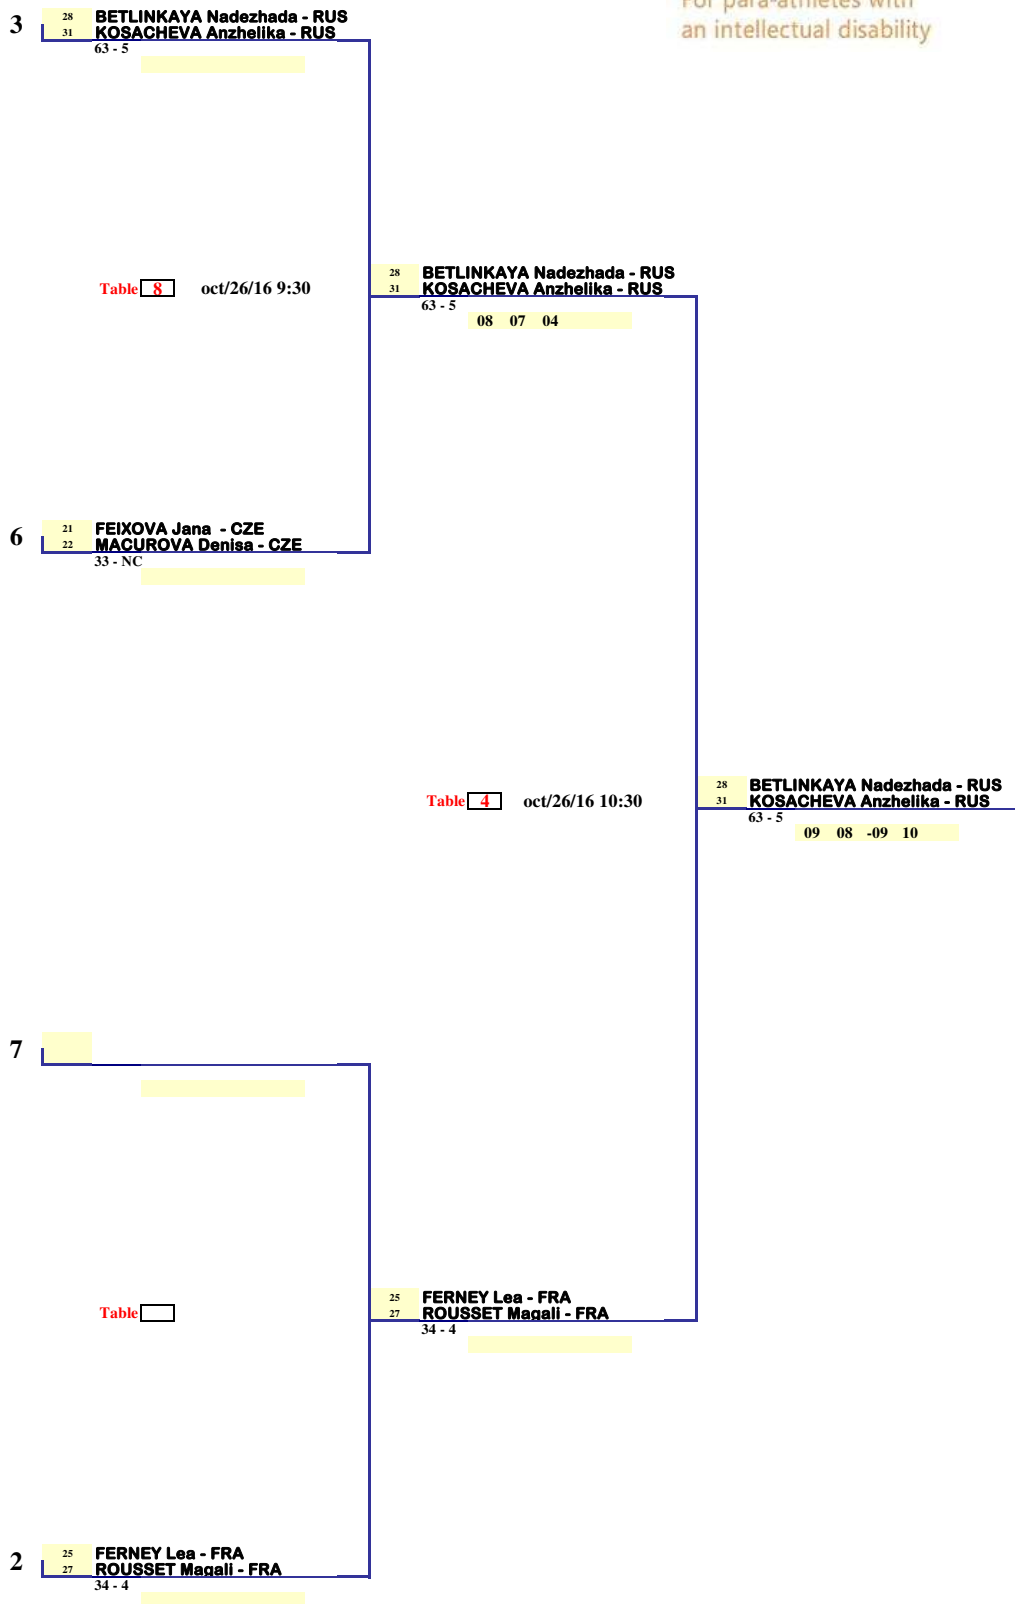 For para-athletes with
an intellectual disability
3
28 BETLINKAYA Nadezhada - RUS
31 KOSACHEVA Anzhelika - RUS
63 - 5
Table 8 oct/26/16 9:30
28 BETLINKAYA Nadezhada - RUS
31 KOSACHEVA Anzhelika - RUS
63 - 5
08 07 04
6
21 FEIXOVA Jana - CZE
22 MACUROVA Denisa - CZE
33 - NC
Table 4 oct/26/16 10:30
28 BETLINKAYA Nadezhada - RUS
31 KOSACHEVA Anzhelika - RUS
63 - 5
09 08 -09 10
7
Table
25 FERNEY Lea - FRA
27 ROUSSET Magali - FRA
34 - 4
2
25 FERNEY Lea - FRA
27 ROUSSET Magali - FRA
34 - 4